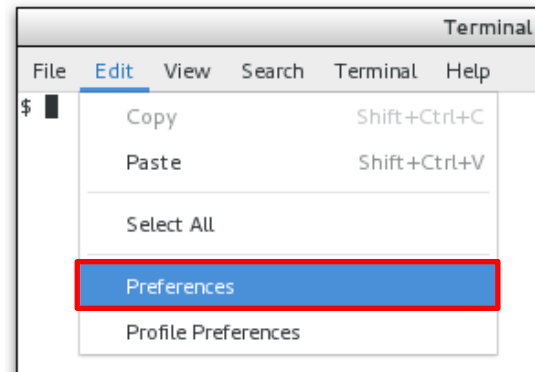 Terminal
File Edit View Search Terminal Help
$
Copy Shift+Ctrl+C
Paste Shift+Ctrl+V
Select All
Preferences
Profile Preferences